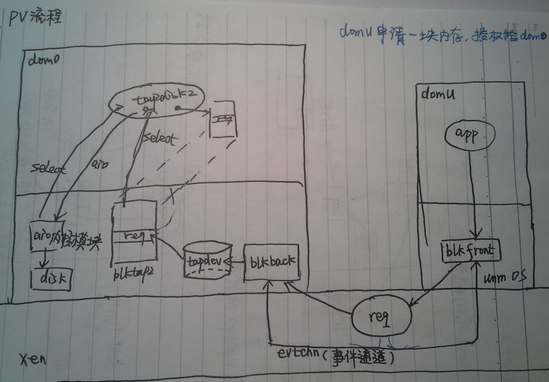 PV流程
domU申请一块内存，授权给dom0
dom0
domU
tapdisk2
req
app
select
aio
select
aio内核模块
req
disk
blktap2
tapdev
blkback
blkfront
req
evtchn(事件通道)
xen